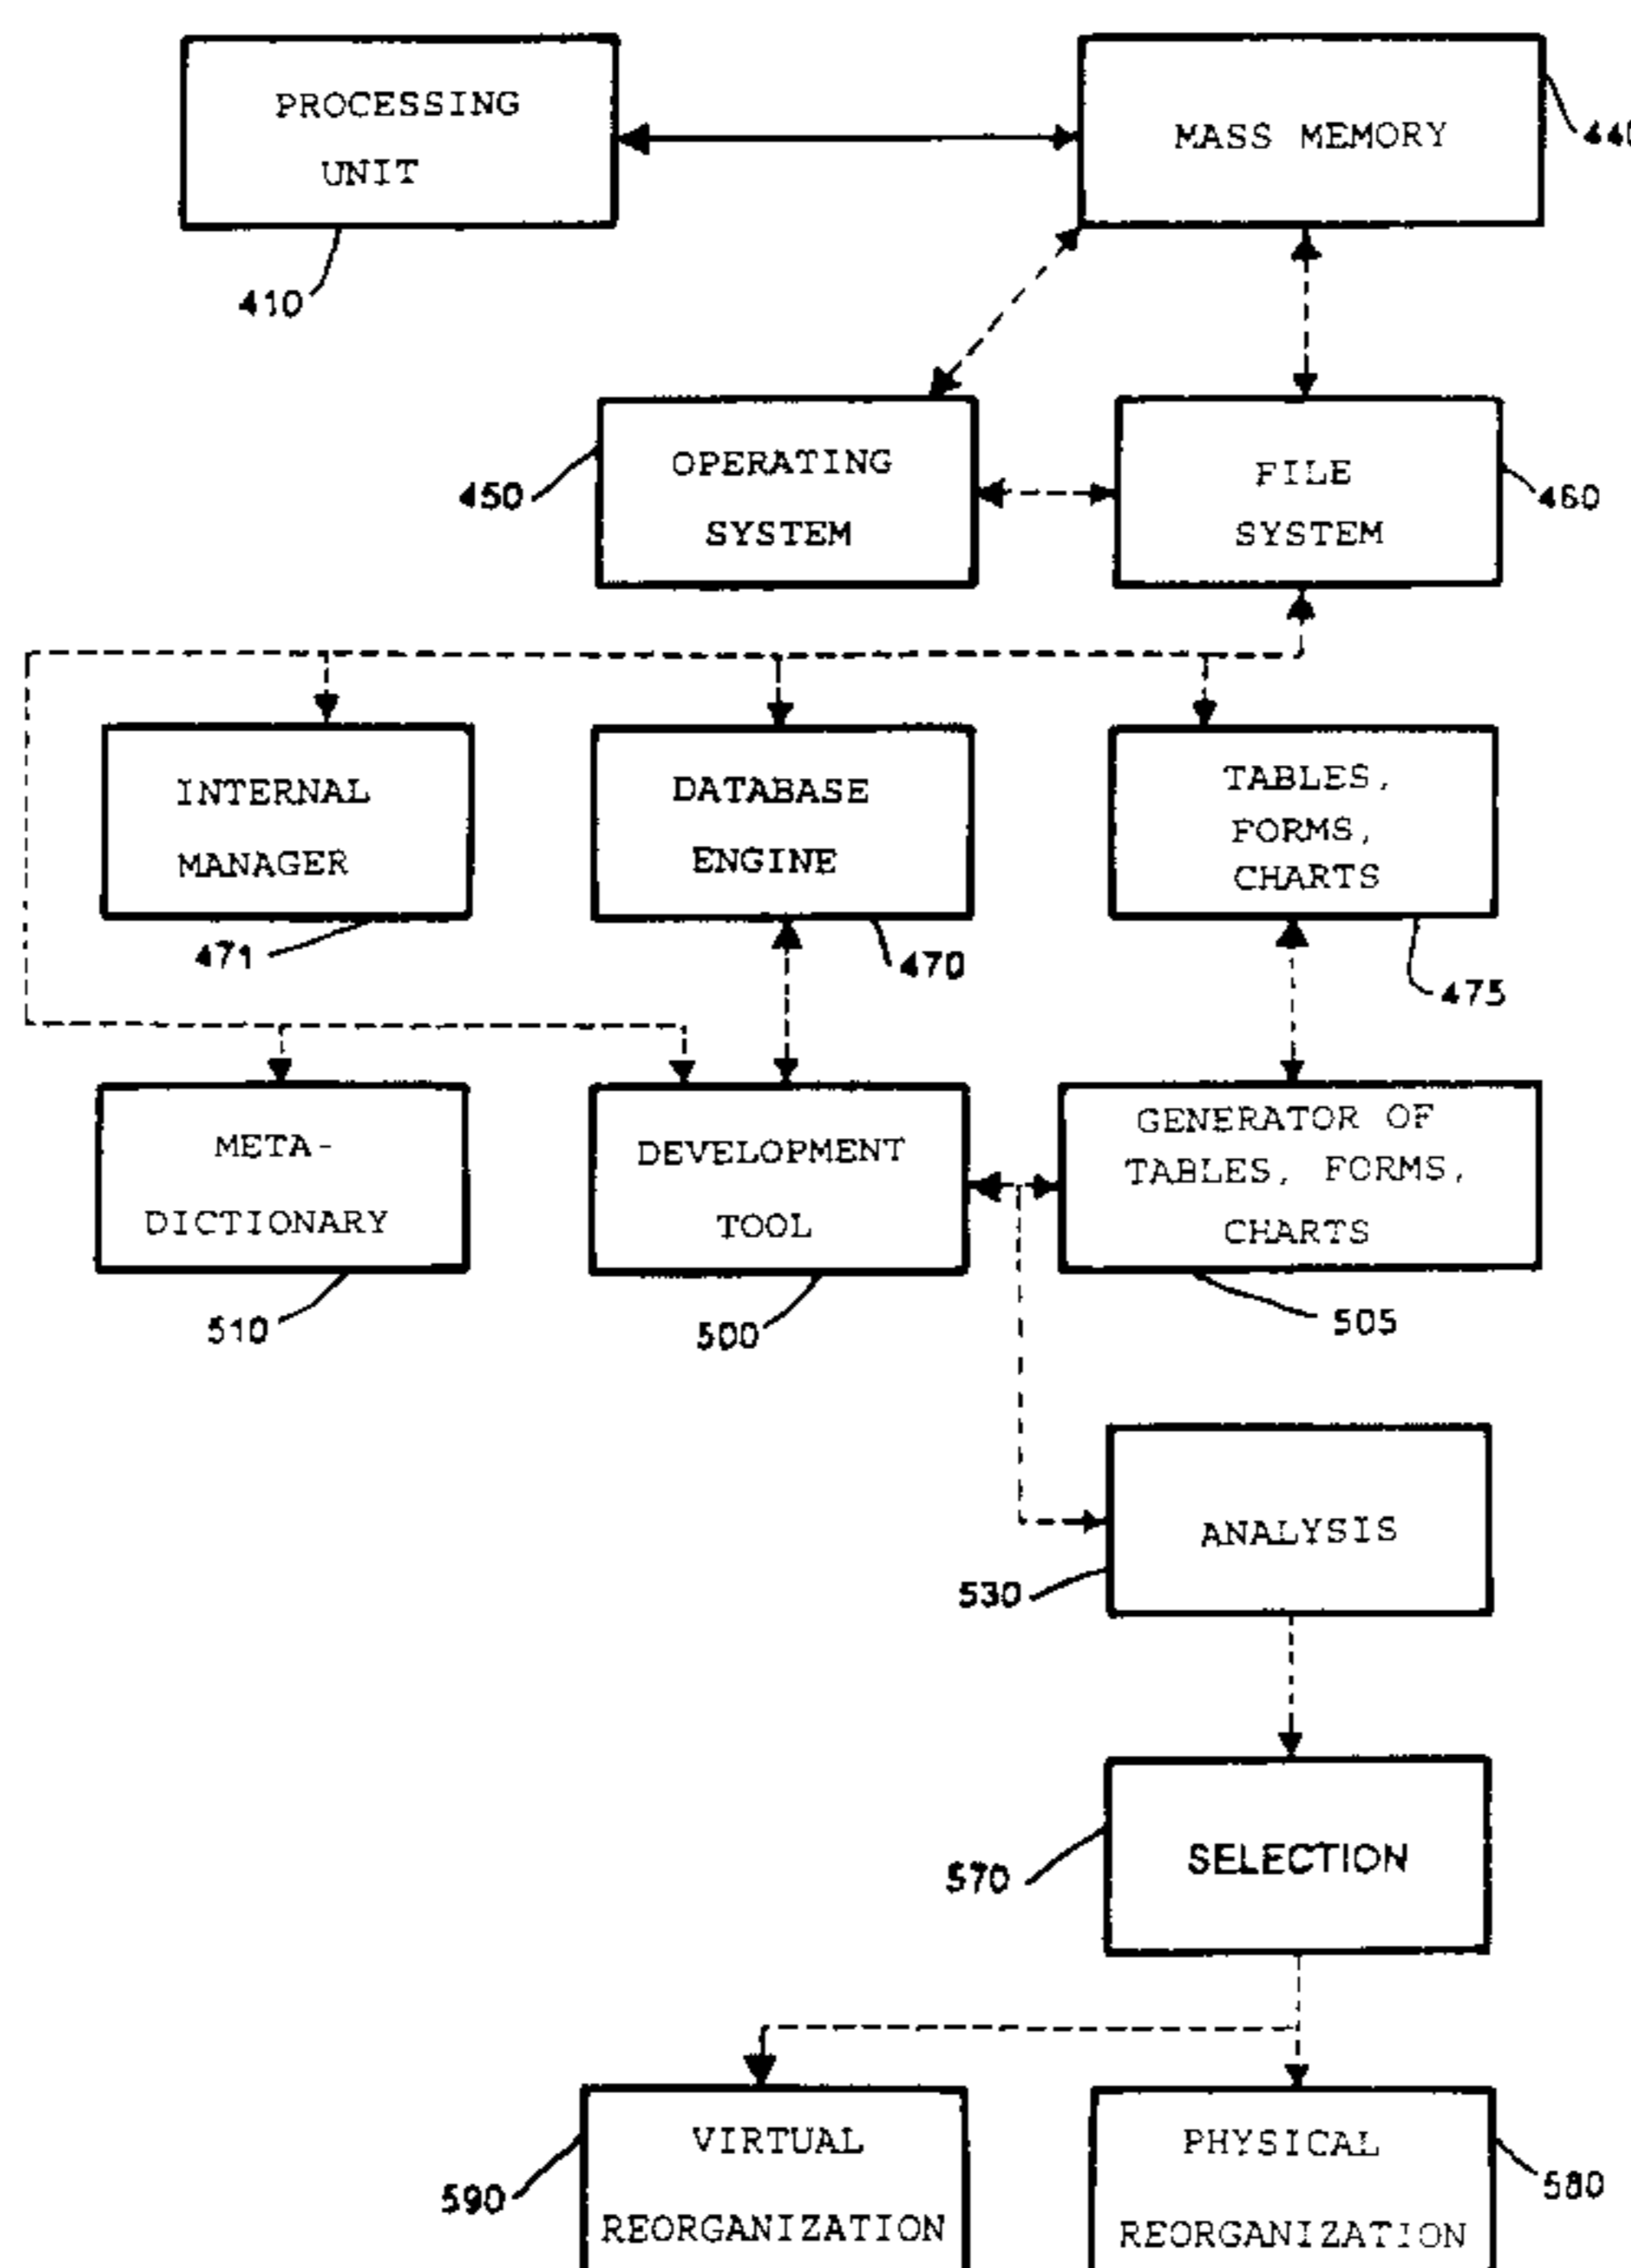 PROCESSING
UNIT
MASS MEMORY
440
410
OPERATING
SYSTEM
450
FILE
SYSTEM
460
INTERNAL
MANAGER
471
DATABASE
ENGINE
470
TABLES,
FORMS,
CHARTS
475
META-
DICTIONARY
510
DEVELOPMENT
TOOL
500
GENERATOR OF
TABLES, FORMS,
CHARTS
505
ANALYSIS
530
SELECTION
570
VIRTUAL
REORGANIZATION
590
PHYSICAL
REORGANIZATION
580